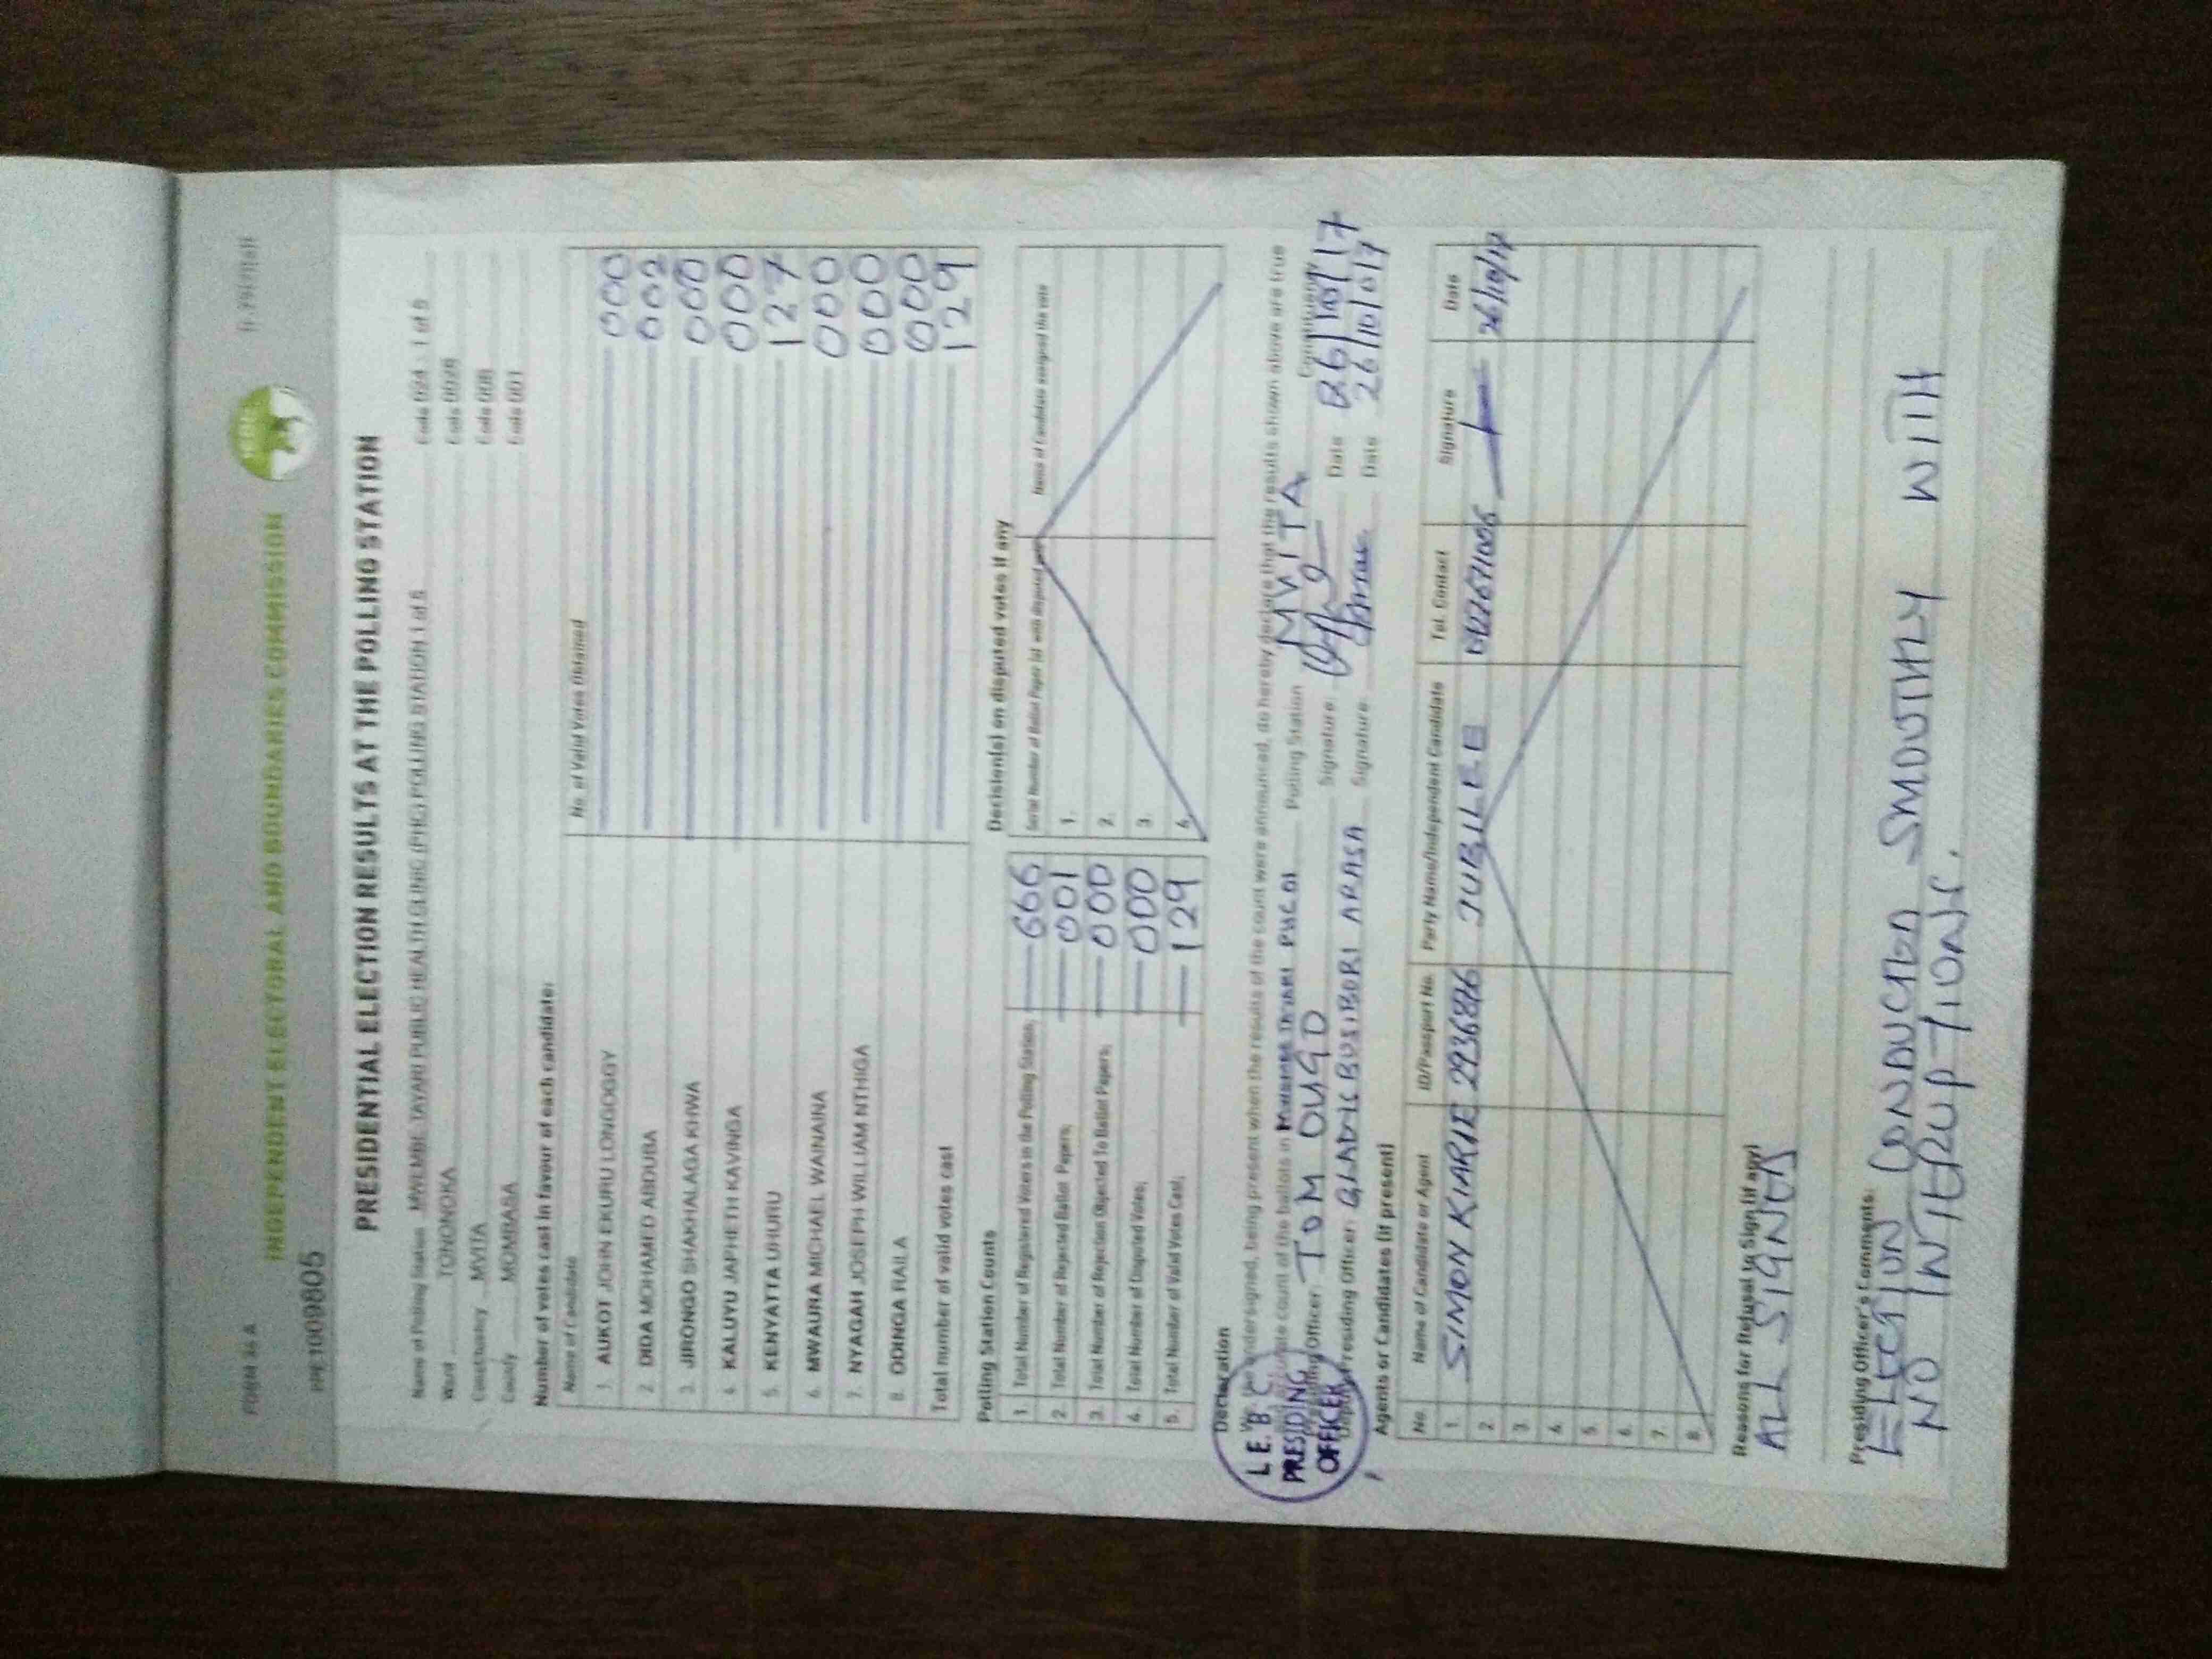 FORM 34 A
INDEPENDENT ELECTORAL AND BOUNDARIES COMMISSION
PRE1009805
PRESIDENTIAL ELECTION RESULTS AT THE POLLING STATION
Name of Polling Station MWEMBE TAYARI PUBLIC HEALTH CLINIC (PHC) POLLING STATION 1 of 5 Code 024 . 1 of 5
Ward TONONOKA Code 0028
Constituency MVITA Code 006
County MOMBASA Code 001
Number of votes cast in favour of each candidate:
Name of Candidate No. of Valid Votes Obtained
1. AUKOT JOHN EKURU LONGOGGY 000
2. DIDA MOHAMED ABDUBA 002
3. JIRONGO SHAKHALAGA KHWA 000
4. KALUYU JAPHETH KAVINGA 000
5. KENYATTA UHURU 127
6. MWAURA MICHAEL WAINAINA 000
7. NYAGAH JOSEPH WILLIAM NTHIGA 000
8. ODINGA RAILA 000
Total number of valid votes cast 129
Polling Station Counts
1. Total Number of Registered Voters in the Polling Station; 666
2. Total Number of Rejected Ballot Papers; 001
3. Total Number of Rejection Objected To Ballot Papers; 000
4. Total Number of Disputed Votes; 000
5. Total Number of Valid Votes Cast; 129
Decision(s) on disputed votes if any
Serial Number of Ballot Paper (s) with disputed Name of Candidate assigned the vote
1.
2.
3.
4.
Declaration
We, the undersigned, being present when the results of the count were announced, do hereby declare that the results shown above are true
count of the ballots in Polling Station MVITA Constituency
Presiding Officer: TOM OUGO Signature: Date 26/10/17
Deputy Presiding Officer: GLADYS BOSIBORI ARASA Signature: Date 26/10/017
I.E.B.C
PRESIDING
OFFICER
Agents or Candidates (if present)
No. Name of Candidate or Agent ID/Passport No. Party Name/Independent Candidate Tel. Contact Signature Date
1. SIMON KIARIE JUBILEE 26/10/17
2.
3.
4.
5.
6.
7.
8.
Reasons for Refusal to Sign (if any)
ALL SIGNED
Presiding Officer's Comments:
ELECTION CONDUCTED SMOOTHLY WITH
NO INTERUPTIONS.